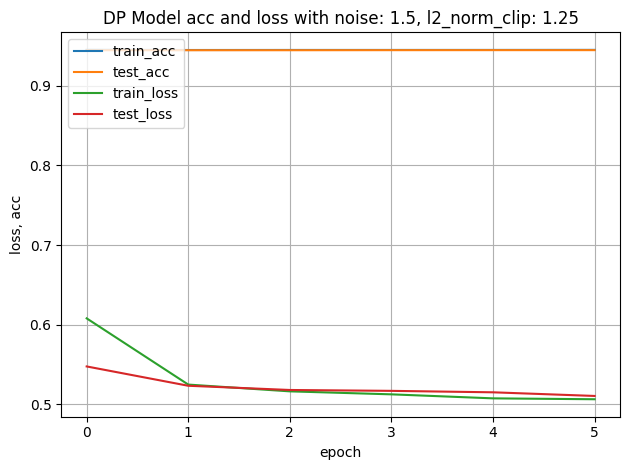 DP Model acc and loss with noise: 1.5, l2_norm_clip: 1.25
train_acc
test_acc
train_loss
test_loss
0.9
0.8
0.7
0.6
0.5
loss, acc
0 1 2 3 4 5
epoch